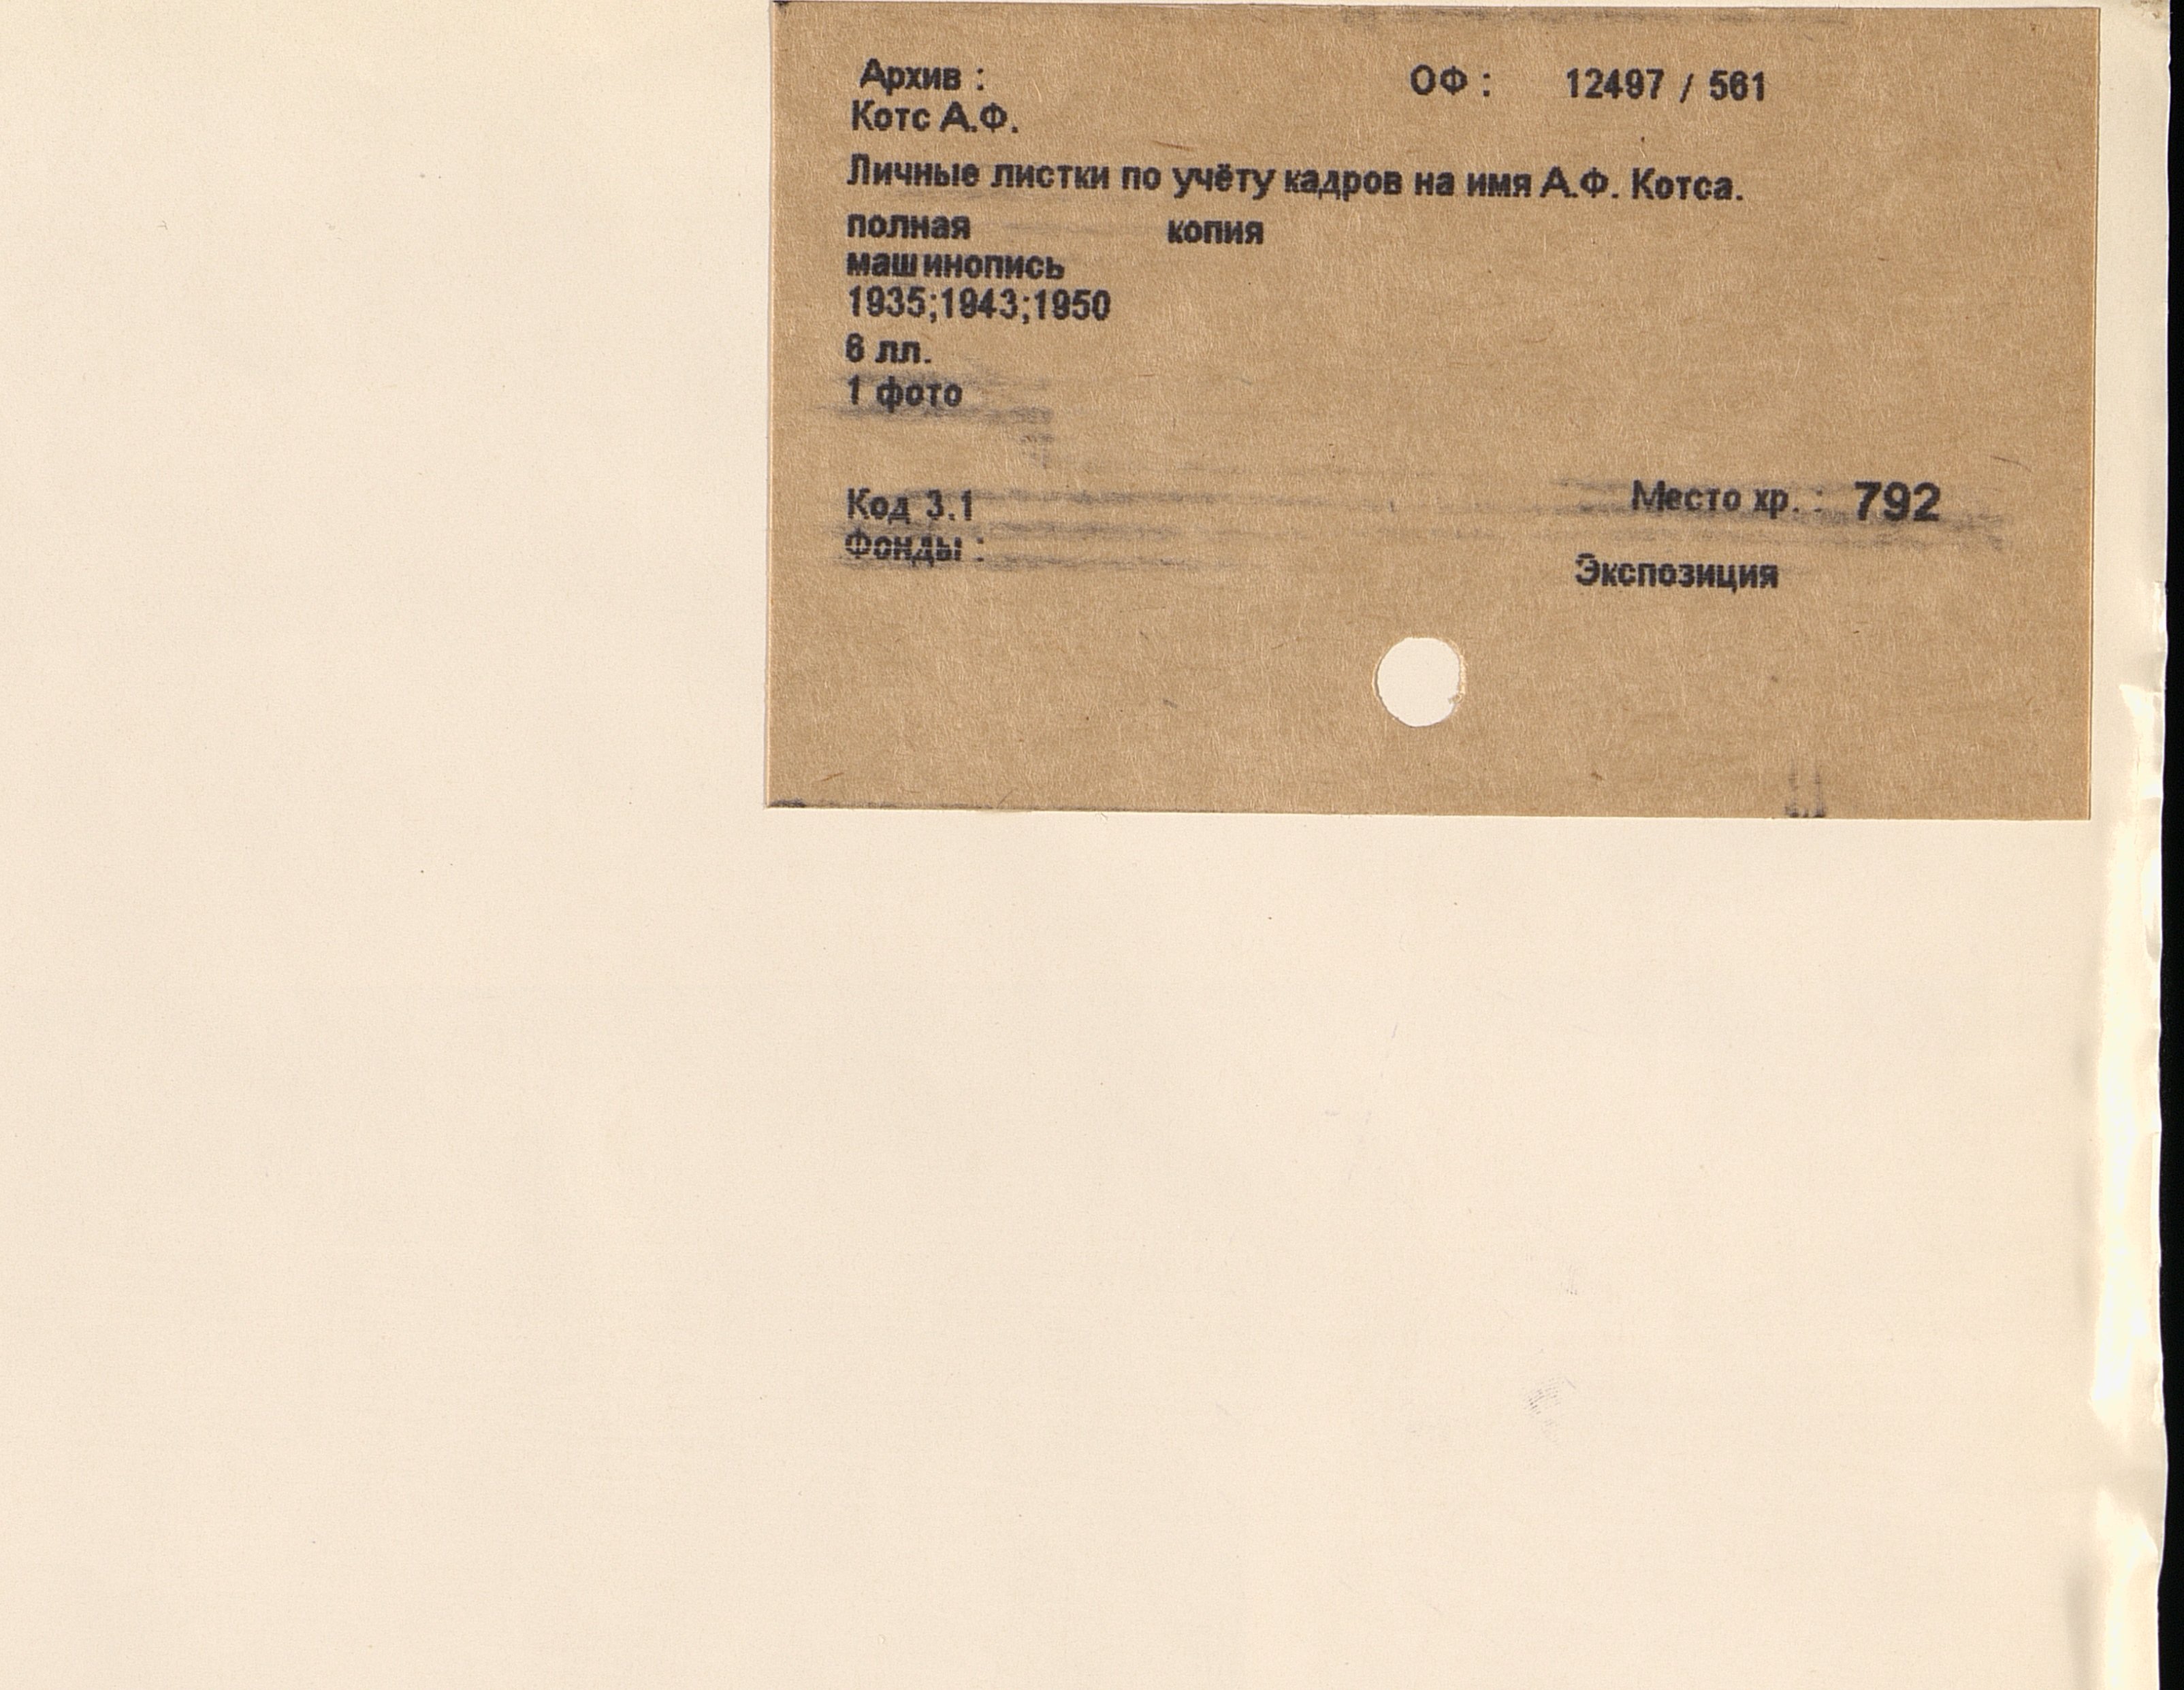 Архив :
ОФ : 12497 / 561
Котс А.Ф.
Личные листки по учёту кадров на имя А.Ф. Котса.
полная копия
машинопись
1935;1943;1950
6 лл.
1 фото
Код 3.1
Место хр. : 792
Фонды :
Экспозиция